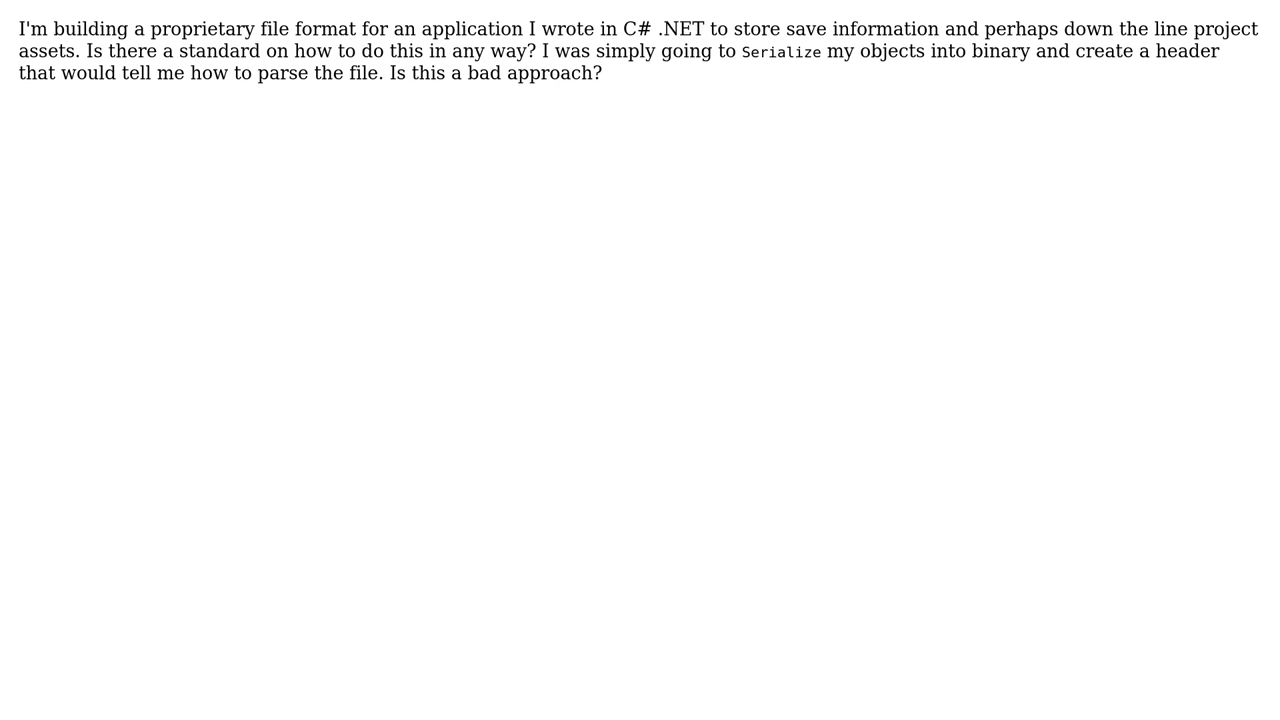 I'm building a proprietary file format for an application I wrote in C# .NET to store save information and perhaps down the line project
assets. Is there a standard on how to do this in any way? I was simply going to Serialize my objects into binary and create a header
that would tell me how to parse the file. Is this a bad approach?